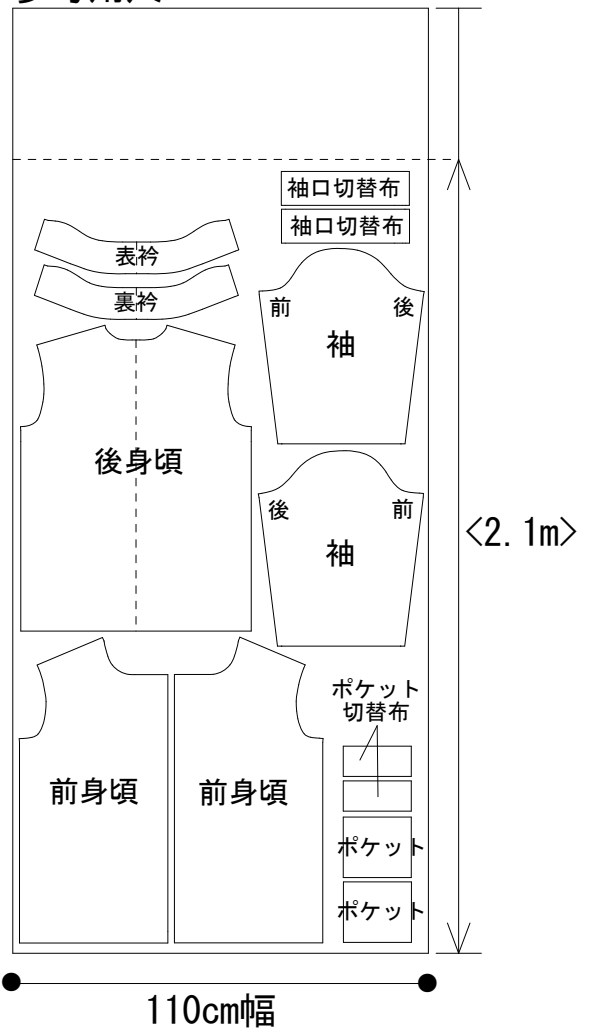 袖口切替布
袖口切替布
表衿
裏衿
前
後
袖
後身頃
後
前
袖
<2.1m>
ポケット
切替布
前身頃
前身頃
ポケット
ポケット
110cm幅